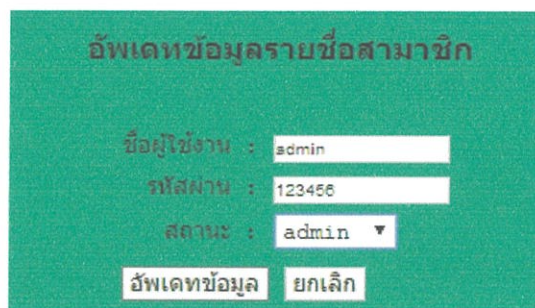 อัพเดทข้อมูลรายชื่อสามาชิก
ชื่อผู้ใช้งาน : admin
รหัสผ่าน : 123456
สถานะ : admin
อัพเดทข้อมูล ยกเลิก